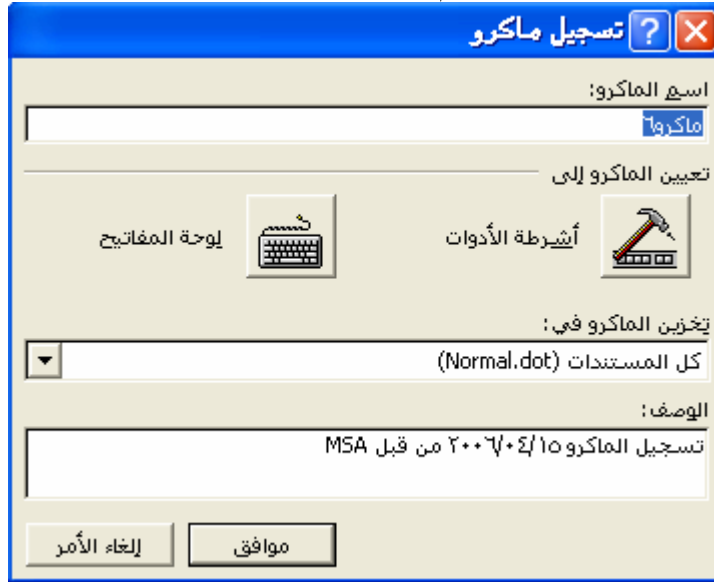 تسجيل ماكرو
اسم الماكرو:
ماكرو٦
تعيين الماكرو إلى
أشرطة الأدوات
لوحة المفاتيح
تخزين الماكرو في:
كل المستندات (Normal.dot)
الوصف:
تسجيل الماكرو ٢٠٠٦/٠٤/١٥ من قبل MSA
موافق
إلغاء الأمر